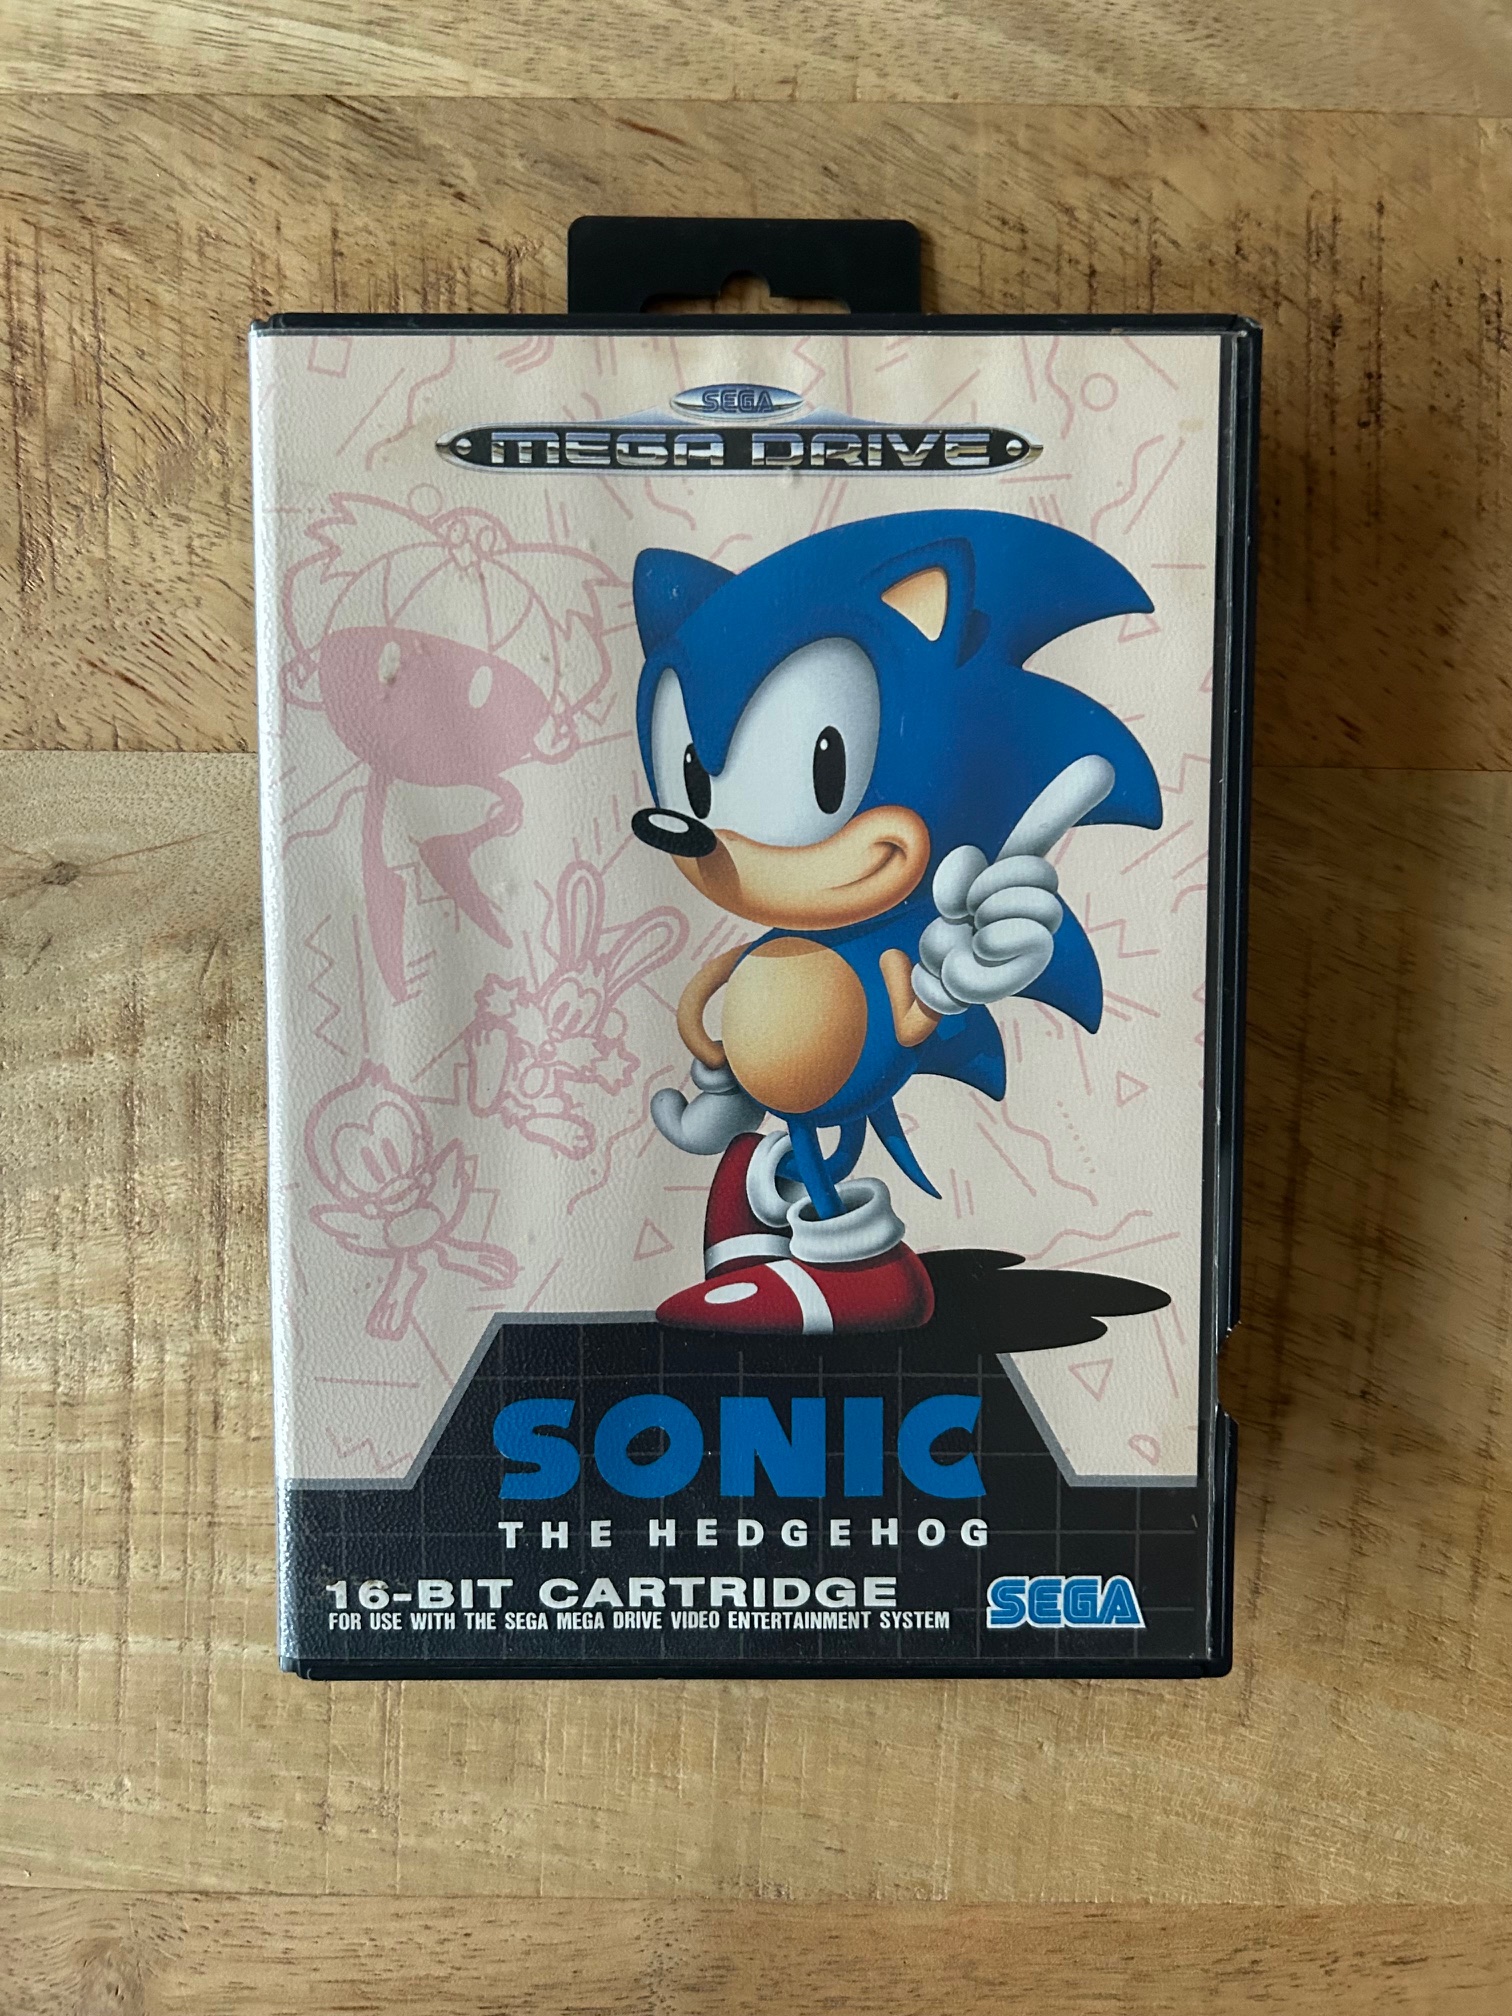 SEGA
MEGA DRIVE
SONIC
THE HEDGEHOG
16-BIT CARTRIDGE
FOR USE WITH THE SEGA MEGA DRIVE VIDEO ENTERTAINMENT SYSTEM
SEGA